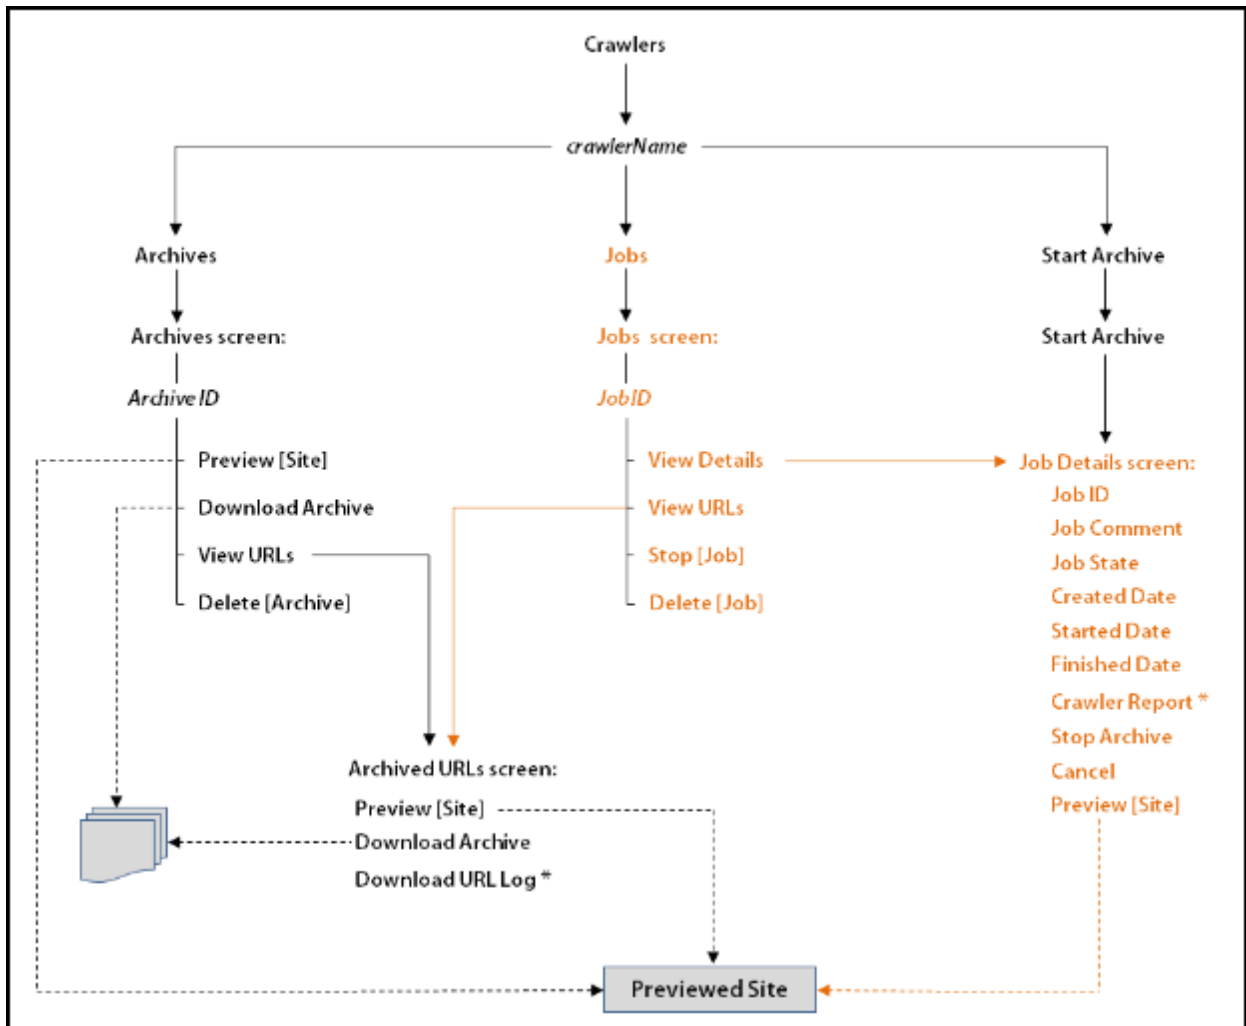 Crawlers
crawlerName
Archives
Jobs
Start Archive
Archives screen:
Jobs screen:
Start Archive
ArchiveID
JobID
Preview [Site]
Download Archive
View URLs
Delete [Archive]
View Details
View URLs
Stop [Job]
Delete [Job]
Job Details screen:
Job ID
Job Comment
Job State
Created Date
Started Date
Finished Date
Crawler Report *
Stop Archive
Cancel
Preview [Site]
Archived URLs screen:
Preview [Site]
Download Archive
Download URL Log *
Previewed Site